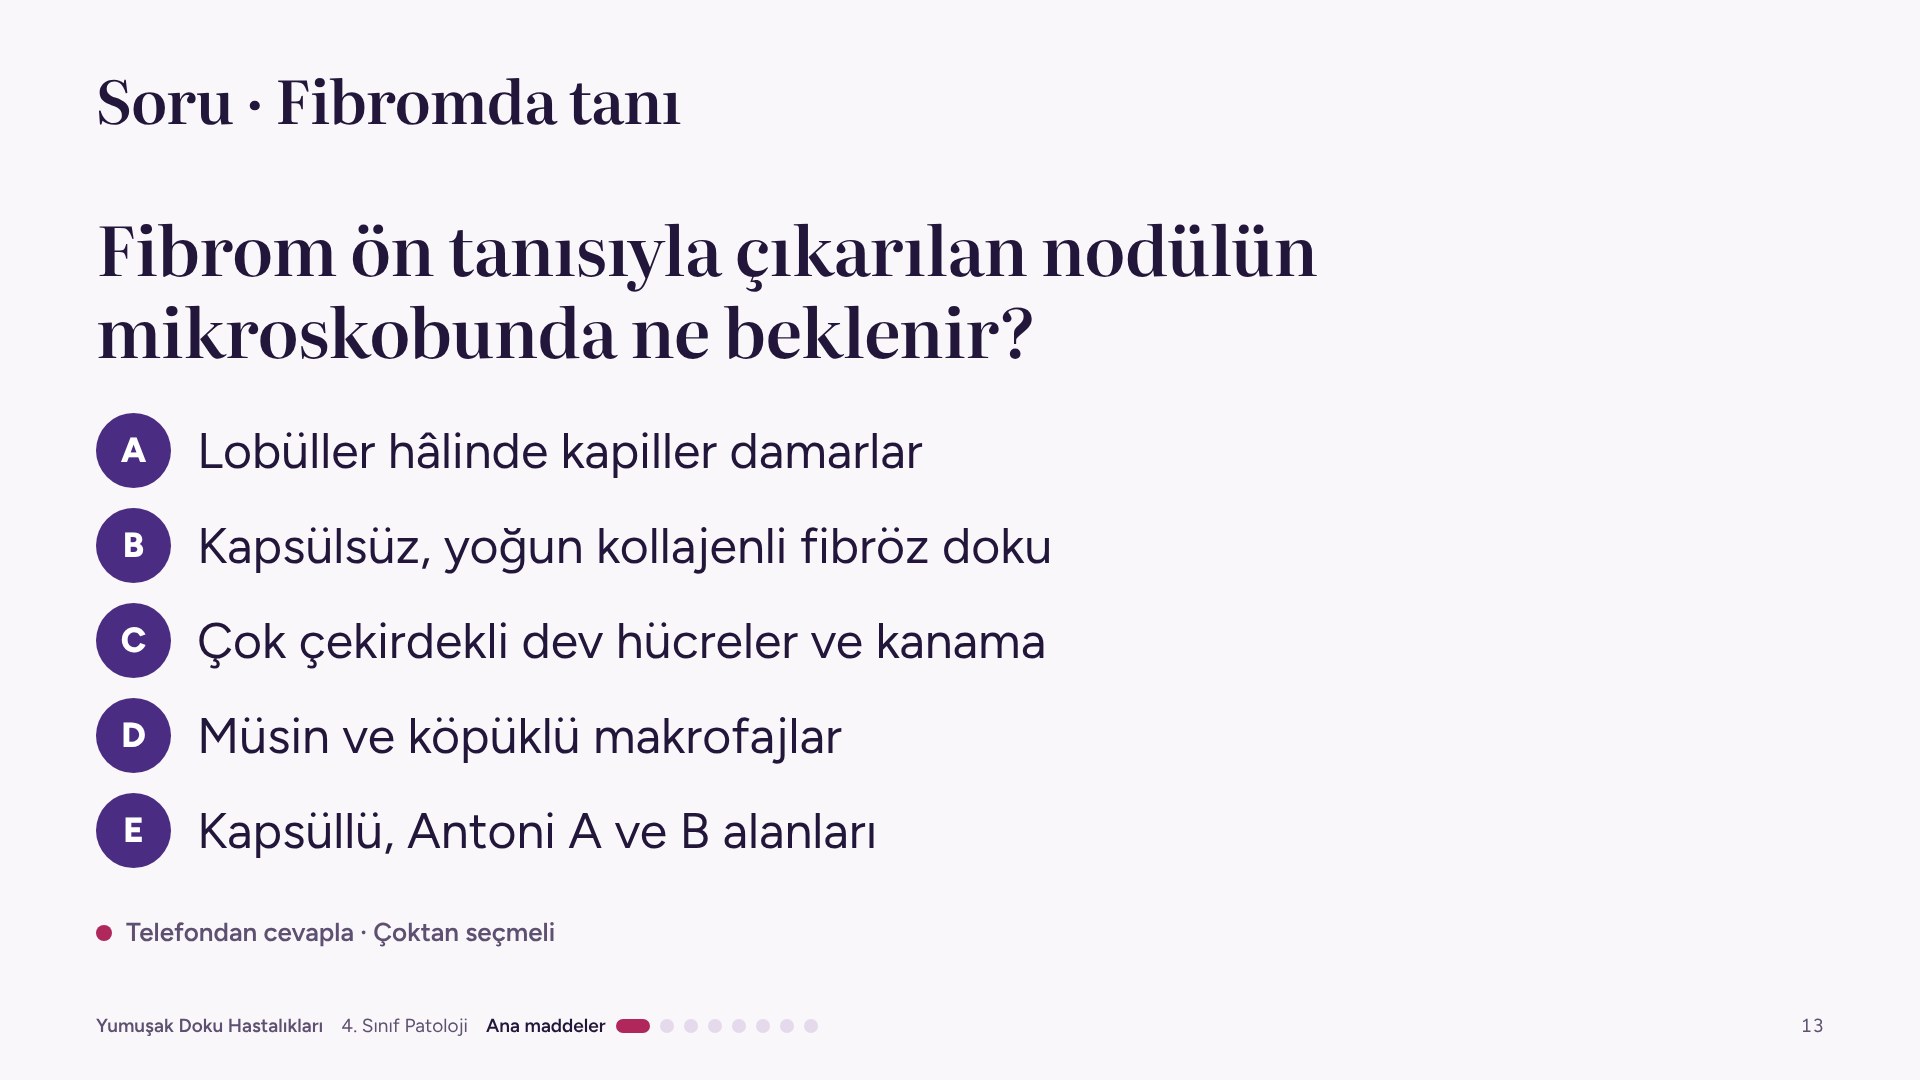 Soru · Fibromda tanı
Fibrom ön tanısıyla çıkarılan nodülün
mikroskobunda ne beklenir?
A Lobüller hâlinde kapiller damarlar
B Kapsülsüz, yoğun kollajenli fibröz doku
C Çok çekirdekli dev hücreler ve kanama
D Müsin ve köpüklü makrofajlar
E Kapsüllü, Antoni A ve B alanları
Telefondan cevapla · Çoktan seçmeli
Yumuşak Doku Hastalıkları 4. Sınıf Patoloji Ana maddeler 13